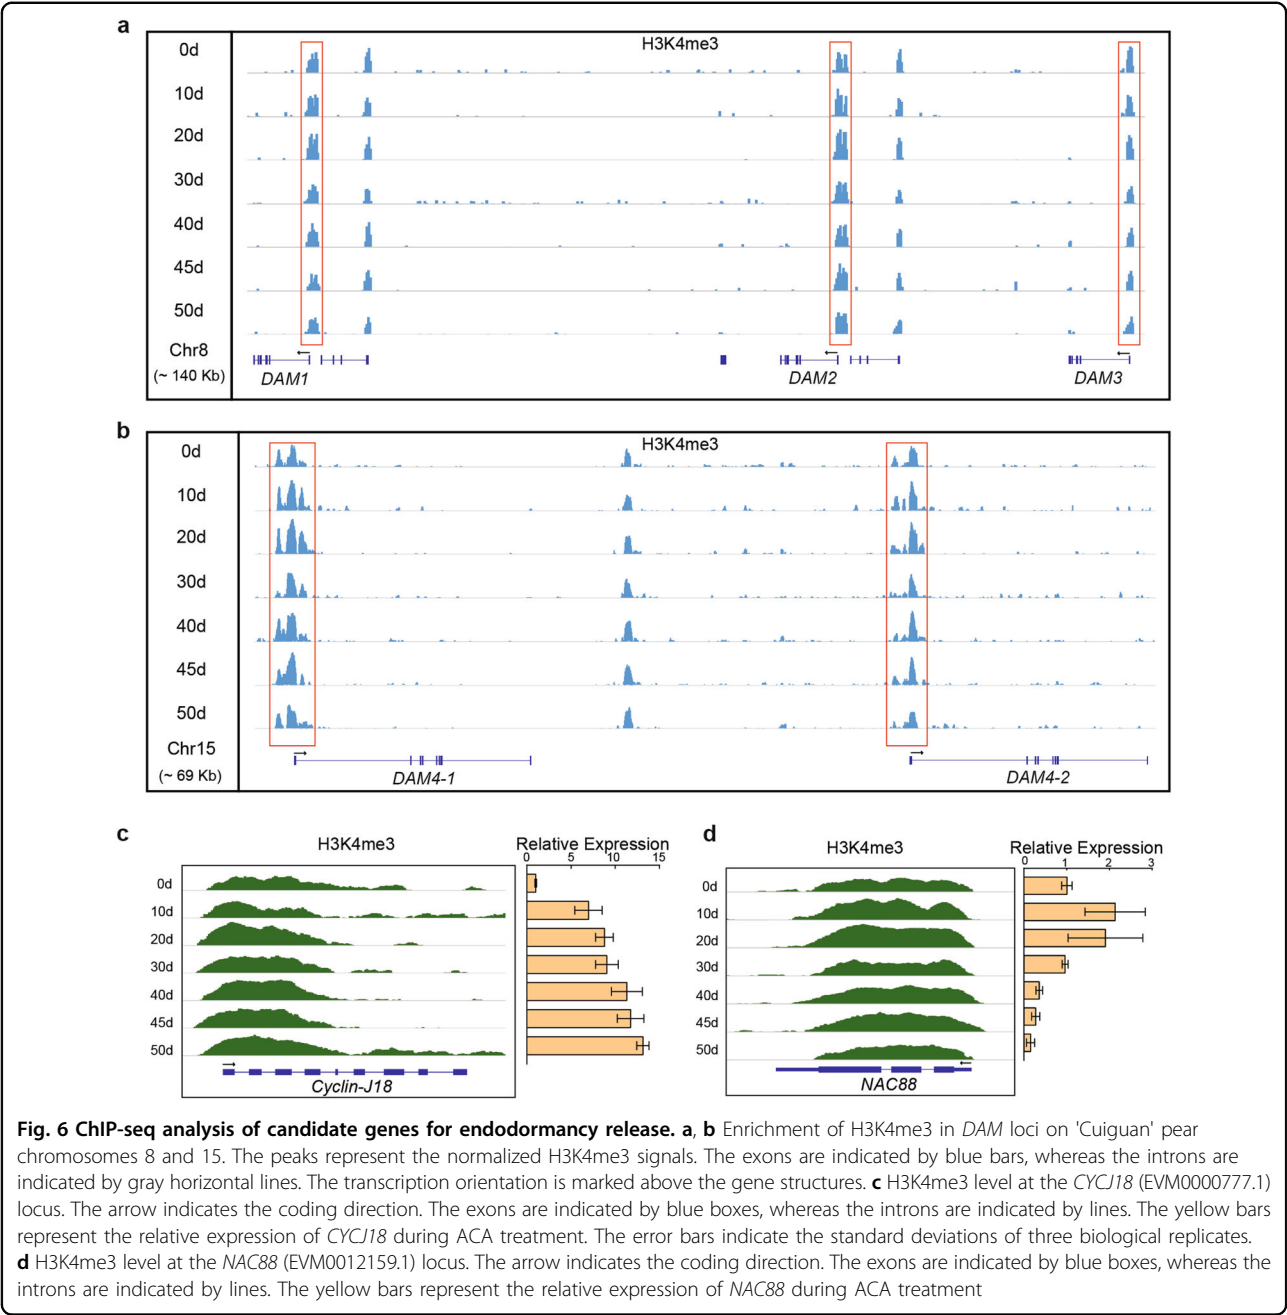 a
H3K4me3
0d
10d
20d
30d
40d
45d
50d
Chr8
(~ 140 Kb)
DAM1
DAM2
DAM3
b
H3K4me3
0d
10d
20d
30d
40d
45d
50d
Chr15
(~ 69 Kb)
DAM4-1
DAM4-2
c
H3K4me3
Relative Expression
0 5 10 15
0d
10d
20d
30d
40d
45d
50d
Cyclin-J18
d
H3K4me3
Relative Expression
0 1 2 3
0d
10d
20d
30d
40d
45d
50d
NAC88
Fig. 6 ChIP-seq analysis of candidate genes for endodormancy release. a, b Enrichment of H3K4me3 in DAM loci on 'Cuiguan' pear
chromosomes 8 and 15. The peaks represent the normalized H3K4me3 signals. The exons are indicated by blue bars, whereas the introns are
indicated by gray horizontal lines. The transcription orientation is marked above the gene structures. c H3K4me3 level at the CYCJ18 (EVM0000777.1)
locus. The arrow indicates the coding direction. The exons are indicated by blue boxes, whereas the introns are indicated by lines. The yellow bars
represent the relative expression of CYCJ18 during ACA treatment. The error bars indicate the standard deviations of three biological replicates.
d H3K4me3 level at the NAC88 (EVM0012159.1) locus. The arrow indicates the coding direction. The exons are indicated by blue boxes, whereas the
introns are indicated by lines. The yellow bars represent the relative expression of NAC88 during ACA treatment